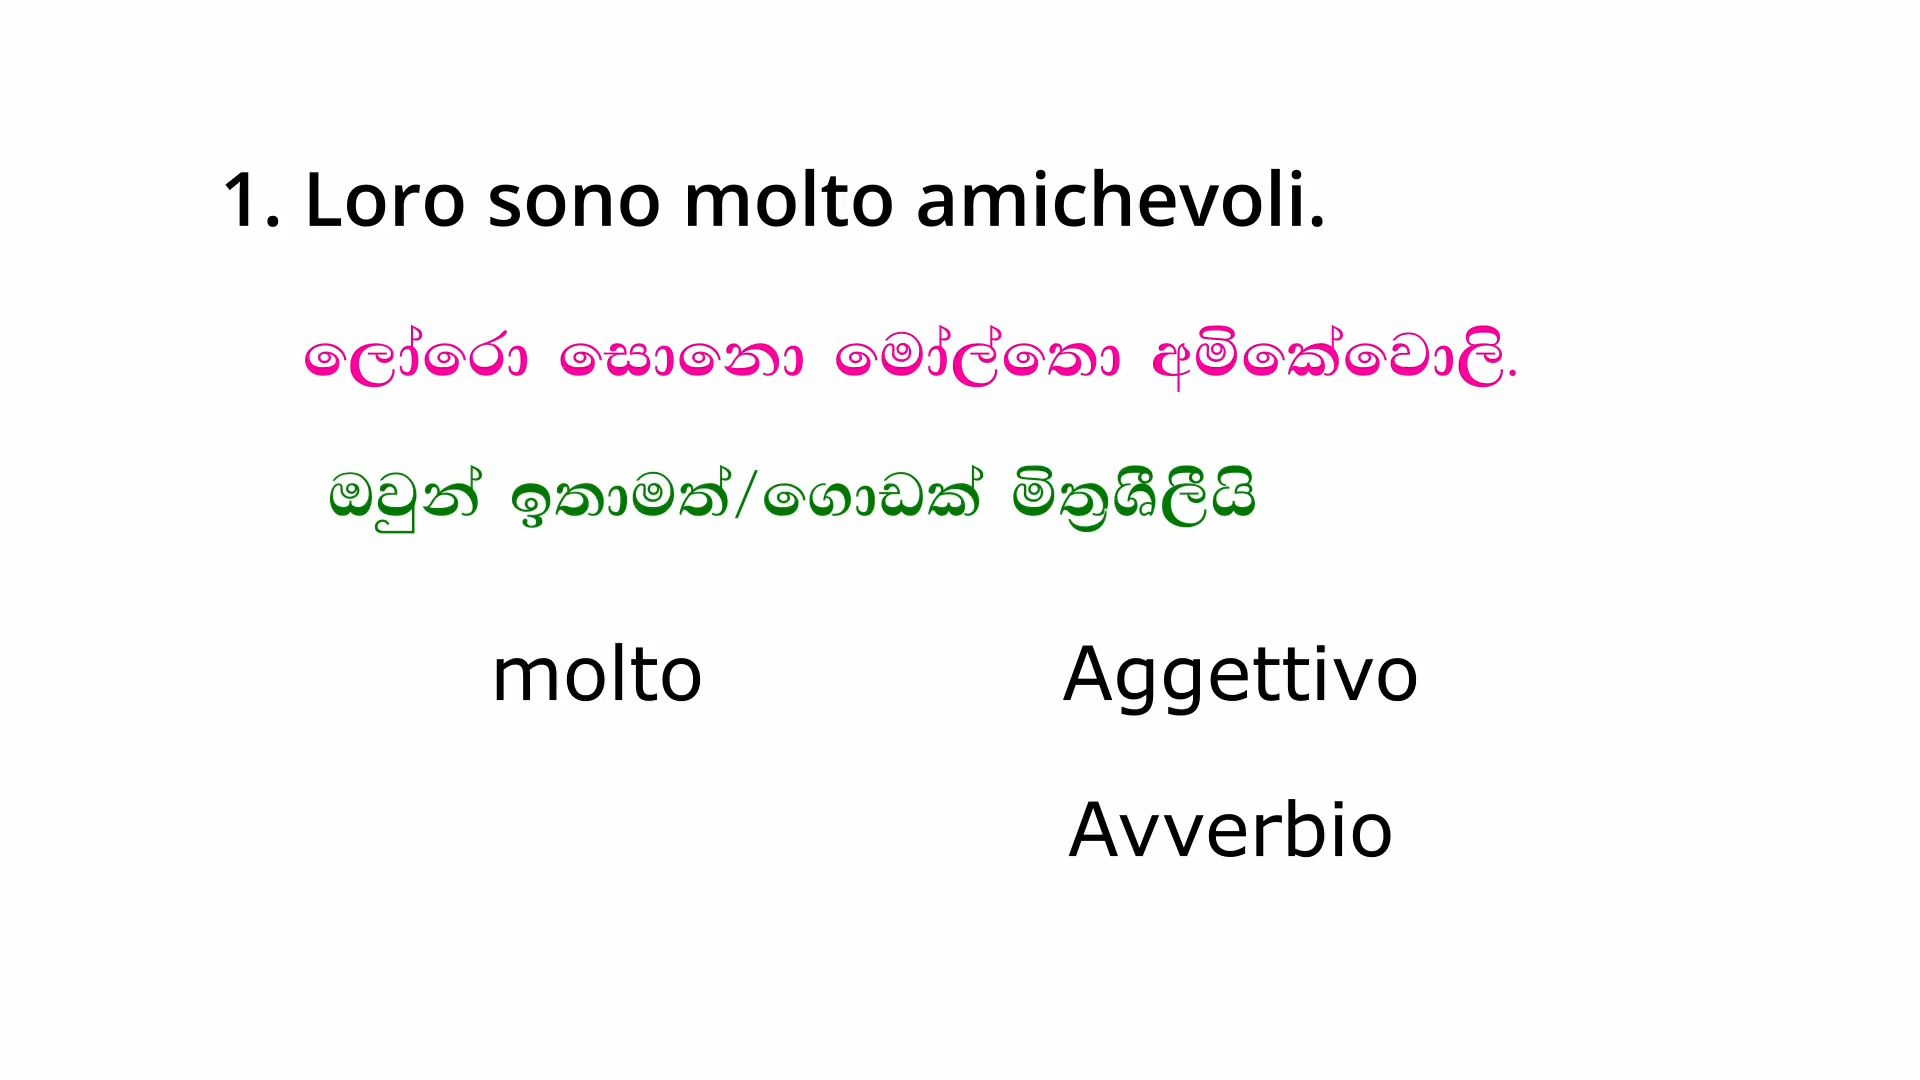 1. Loro sono molto amichevoli.
ලෝරො සොනො මෝල්තො අමිකේවොලි.
ඔවුන් ඉතාමත්/ගොඩක් මිත්‍රශීලීයි
molto Aggettivo
Avverbio